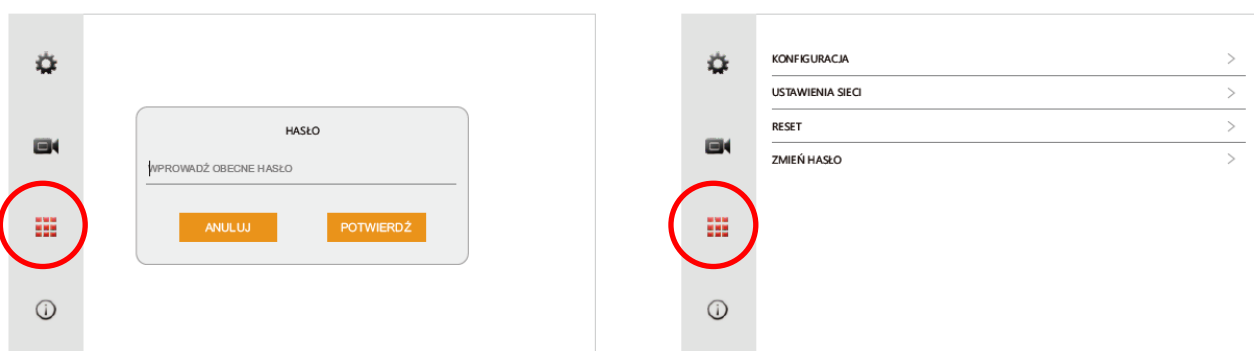 HASŁO
WPROWADŹ OBECNE HASŁO
ANULUJ POTWIERDŹ
KONFIGURACJA
USTAWIENIA SIECI
RESET
ZMIEŃ HASŁO